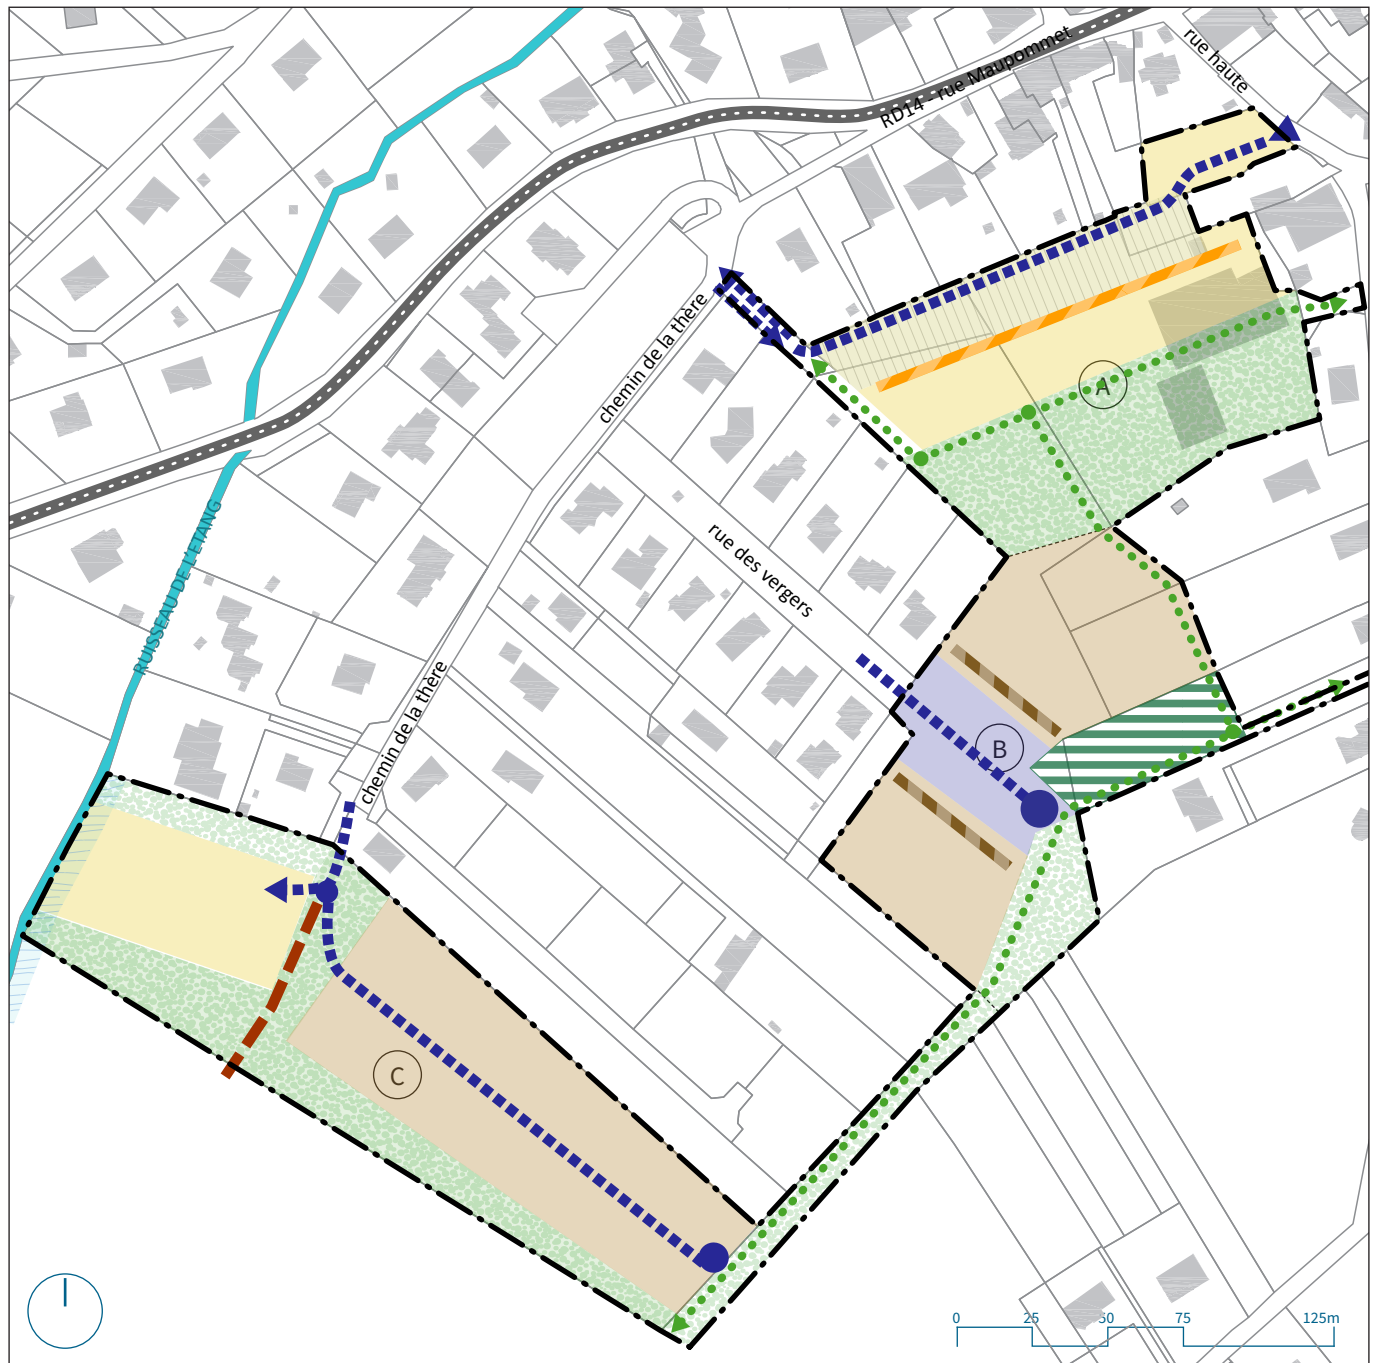 rue haute
RD14 - rue Maupommet
chemin de la thère
A
RUISSEAU DE L'ETANG
rue des vergers
chemin de la thère
B
C
0 25 50 75 125m